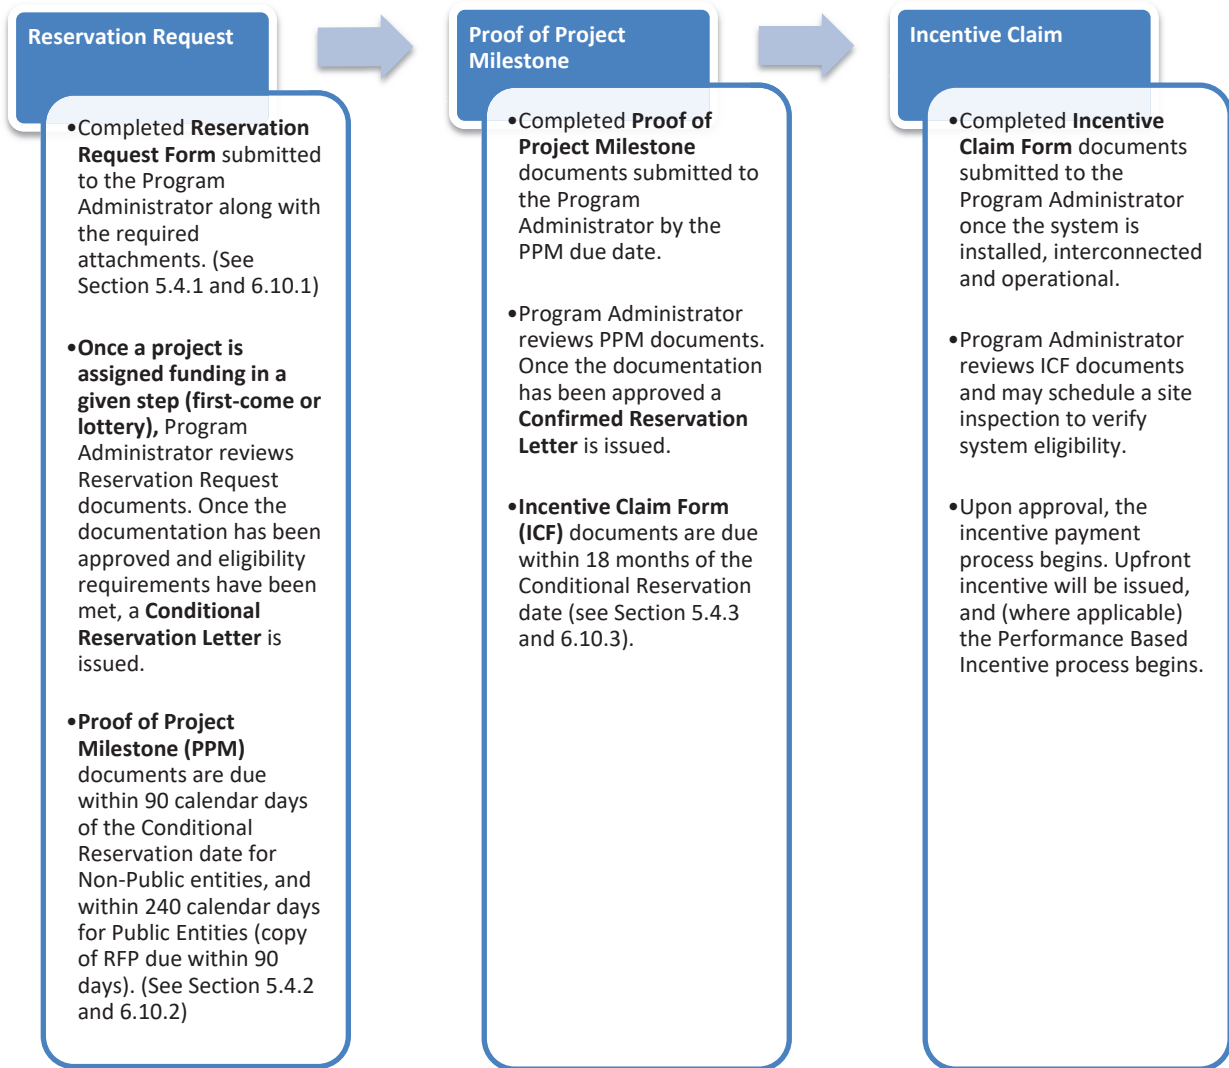 Reservation Request
•Completed Reservation
Request Form submitted
to the Program
Administrator along with
the required
attachments. (See
Section 5.4.1 and 6.10.1)
•Once a project is
assigned funding in a
given step (first-come or
lottery), Program
Administrator reviews
Reservation Request
documents. Once the
documentation has been
approved and eligibility
requirements have been
met, a Conditional
Reservation Letter is
issued.
•Proof of Project
Milestone (PPM)
documents are due
within 90 calendar days
of the Conditional
Reservation date for
Non-Public entities, and
within 240 calendar days
for Public Entities (copy
of RFP due within 90
days). (See Section 5.4.2
and 6.10.2)
Proof of Project
Milestone
•Completed Proof of
Project Milestone
documents submitted to
the Program
Administrator by the
PPM due date.
•Program Administrator
reviews PPM documents.
Once the documentation
has been approved a
Confirmed Reservation
Letter is issued.
•Incentive Claim Form
(ICF) documents are due
within 18 months of the
Conditional Reservation
date (see Section 5.4.3
and 6.10.3).
Incentive Claim
•Completed Incentive
Claim Form documents
submitted to the
Program Administrator
once the system is
installed, interconnected
and operational.
•Program Administrator
reviews ICF documents
and may schedule a site
inspection to verify
system eligibility.
•Upon approval, the
incentive payment
process begins. Upfront
incentive will be issued,
and (where applicable)
the Performance Based
Incentive process begins.